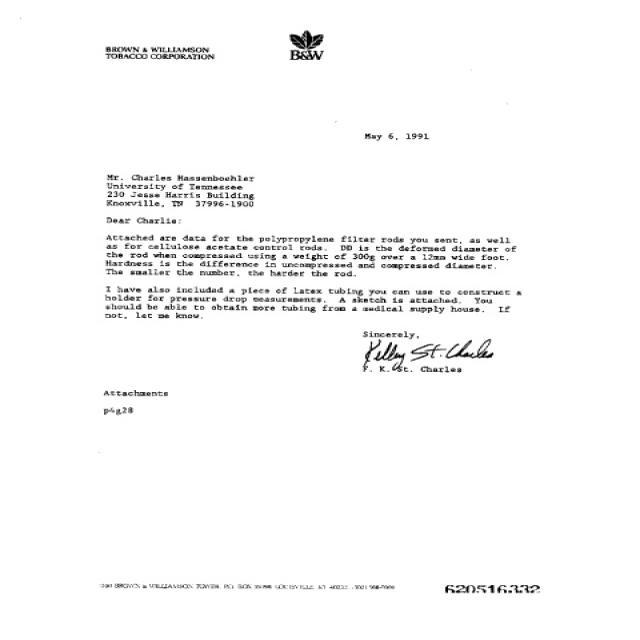 BROWN & WILLIAMSON
TOBACCO CORPORATION
B&W
May 6, 1991
Mr. Charles Hassenboehler
University of Tennessee
230 Jesse Harris Building
Knoxville, TN 37996-1900
Dear Charlie:
Attached are data for the polypropylene filter rods you sent, as well
as for cellulose acetate control rods. DD is the deformed diameter of
the rod when compressed using a weight of 300g over a 12mm wide foot.
Hardness is the difference in uncompressed and compressed diameter.
The smaller the number, the harder the rod.
I have also included a piece of Latex tubing you can use to construct a
holder for pressure drop measurements. A sketch is attached. You
should be able to obtain more tubing from a medical supply house. If
not, let me know.
Sincerely,
Kelley St. Charles
F. K. St. Charles
Attachments
p4g28
BROWN & WILLIAMSON TOWER, P.O. BOX LOUISVILLE, KY
620516332